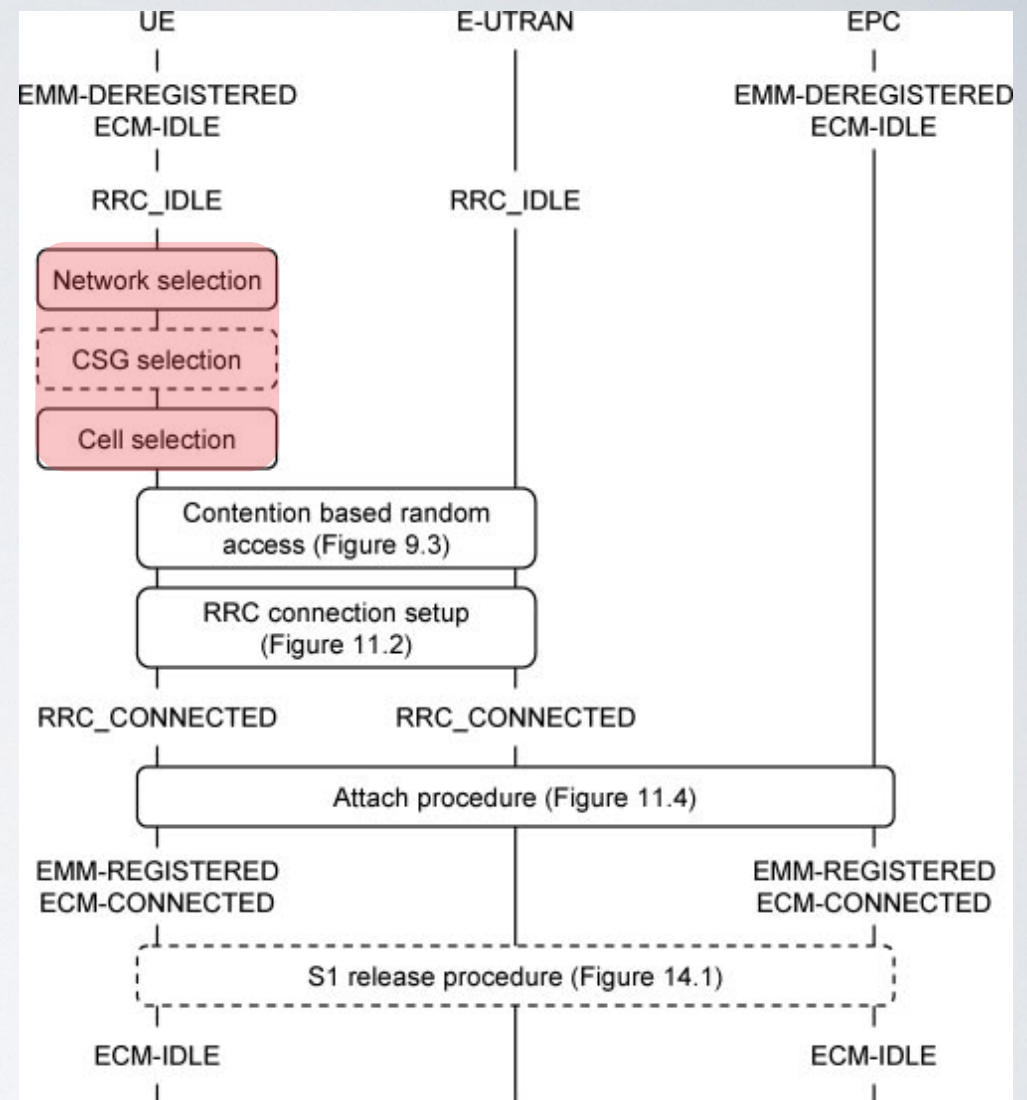 UE E-UTRAN EPC
EMM-DEREGISTERED EMM-DEREGISTERED
ECM-IDLE ECM-IDLE
RRC_IDLE RRC_IDLE
Network selection
CSG selection
Cell selection
Contention based random
access (Figure 9.3)
RRC connection setup
(Figure 11.2)
RRC_CONNECTED RRC_CONNECTED
Attach procedure (Figure 11.4)
EMM-REGISTERED EMM-REGISTERED
ECM-CONNECTED ECM-CONNECTED
S1 release procedure (Figure 14.1)
ECM-IDLE ECM-IDLE